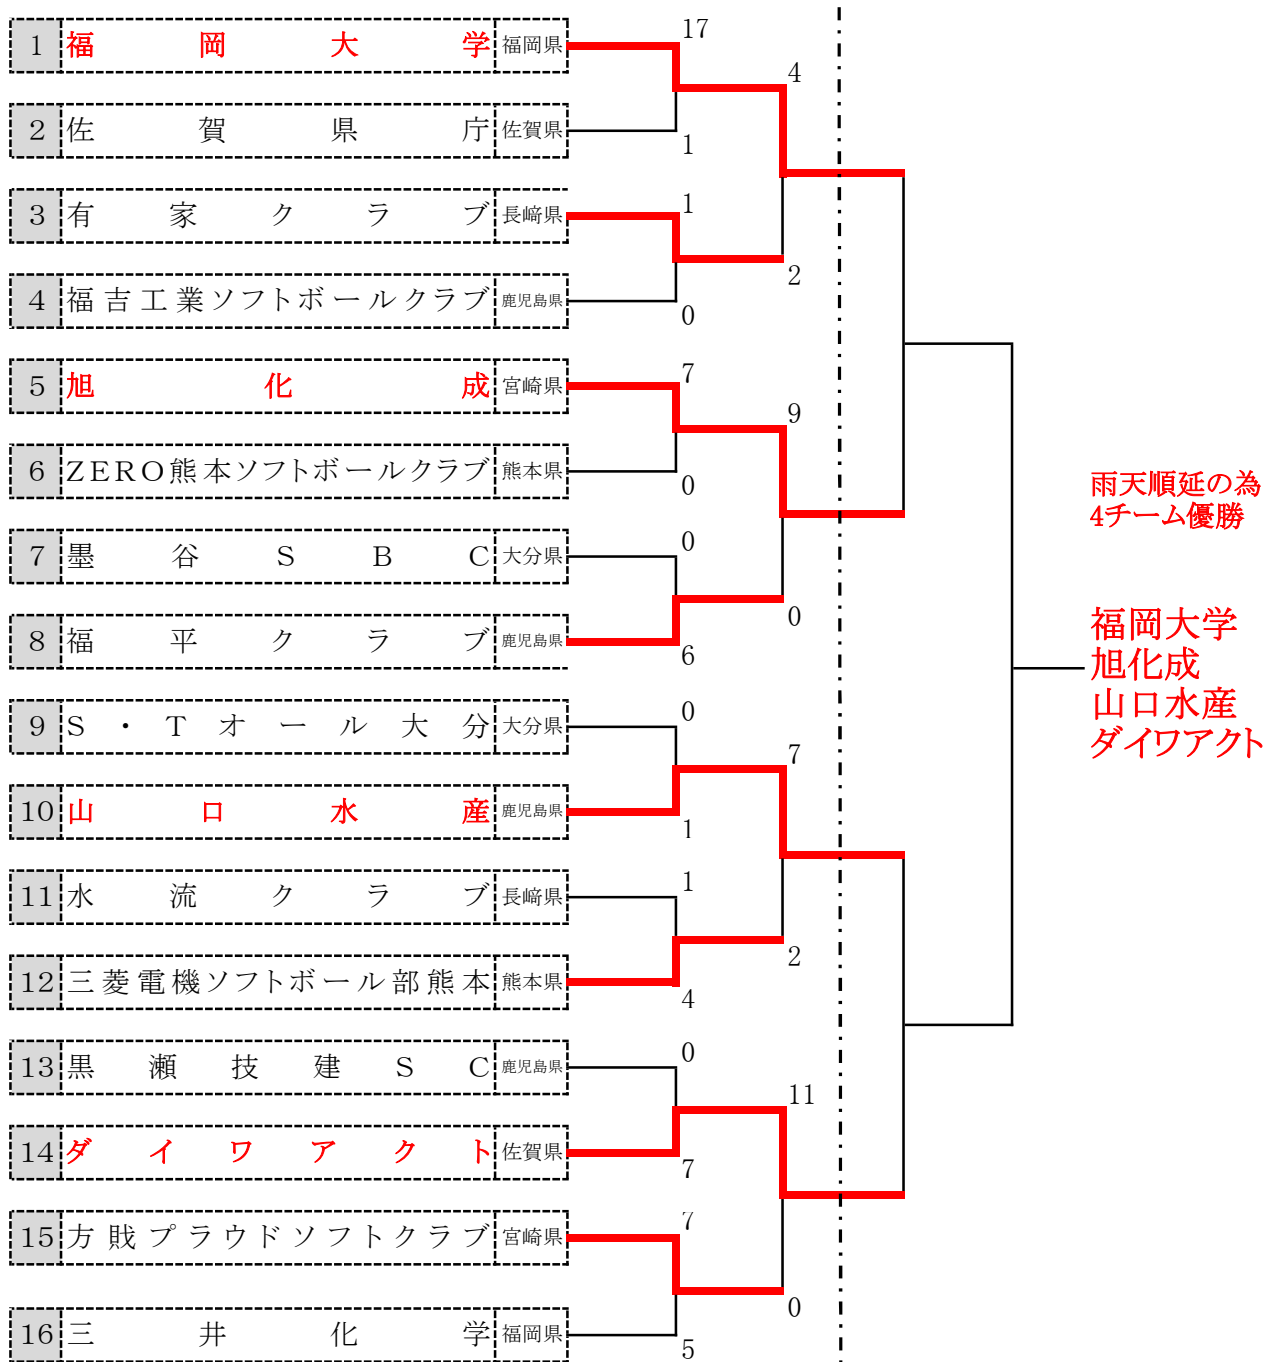 1 福岡大学 福岡県 17
4
2 佐賀県庁 佐賀県 1
3 有家クラブ 長崎県 1
2
4 福吉工業ソフトボールクラブ 鹿児島県 0
5 旭化成 宮崎県 7
9
6 ZERO熊本ソフトボールクラブ 熊本県 0
7 墨谷SBC 大分県 0
0
8 福平クラブ 鹿児島県 6
9 S・Tオール大分 大分県 0
7
10 山口水産 鹿児島県 1
11 水流クラブ 長崎県 1
2
12 三菱電機ソフトボール部熊本 熊本県 4
13 黒瀬技建SC 鹿児島県 0
11
14 ダイワアクト 佐賀県 7
15 方財プラウドソフトクラブ 宮崎県 7
0
16 三井化学 福岡県 5
雨天順延の為
4チーム優勝
福岡大学
旭化成
山口水産
ダイワアクト